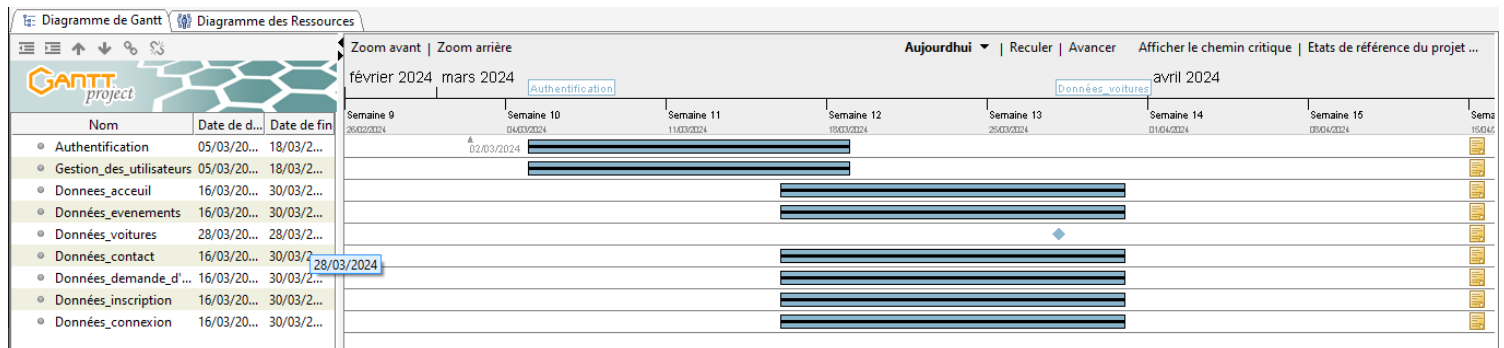 Diagramme de Gantt Diagramme des Ressources
Zoom avant | Zoom arrière Aujourdhui | Reculer | Avancer Afficher le chemin critique | Etats de référence du projet ...
GANTT project
février 2024 mars 2024 avril 2024
Authentification Données_voitures
Nom Date de d... Date de fin
Semaine 9 Semaine 10 Semaine 11 Semaine 12 Semaine 13 Semaine 14 Semaine 15 Sema
26/02/2024 04/03/2024 11/03/2024 18/03/2024 25/03/2024 01/04/2024 08/04/2024 15/04/2
Authentification 05/03/20... 18/03/2... 02/03/2024
Gestion_des_utilisateurs 05/03/20... 18/03/2...
Donnees_acceuil 16/03/20... 30/03/2...
Données_evenements 16/03/20... 30/03/2...
Données_voitures 28/03/20... 28/03/2...
Données_contact 16/03/20... 30/03/2...
28/03/2024
Données_demande_d'... 16/03/20... 30/03/2...
Données_inscription 16/03/20... 30/03/2...
Données_connexion 16/03/20... 30/03/2...